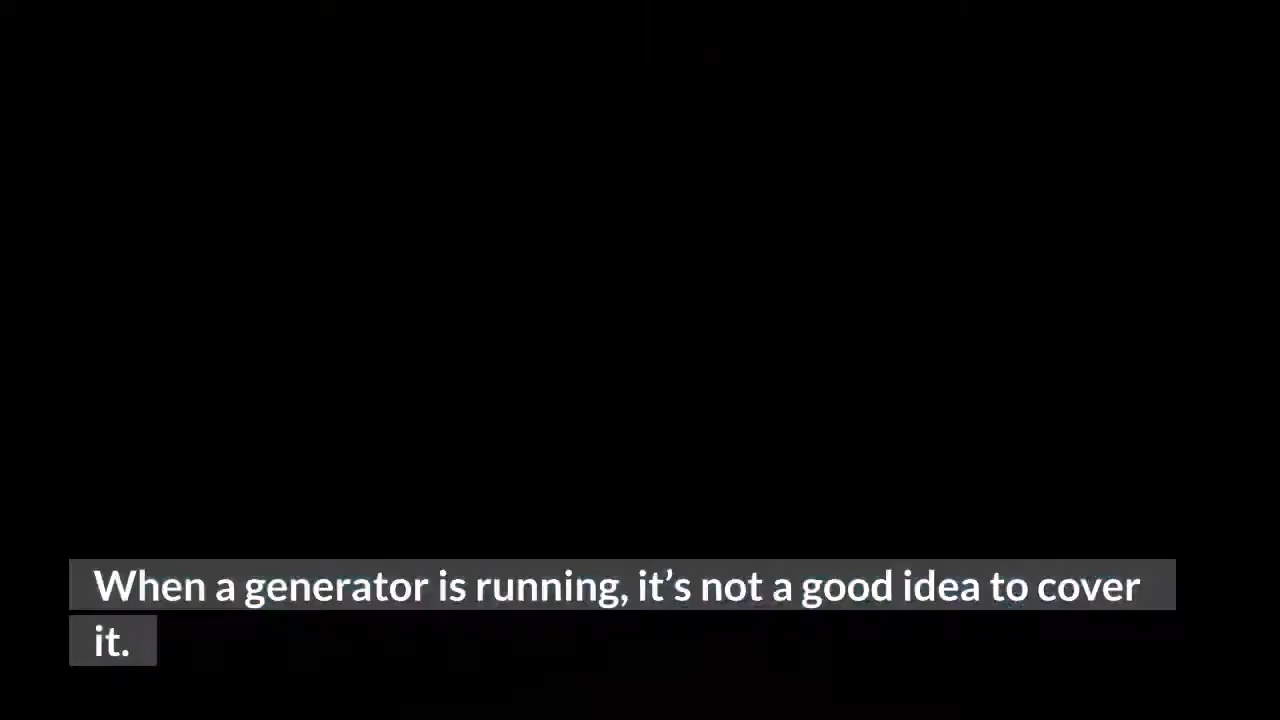 When a generator is running, it’s not a good idea to cover
it.